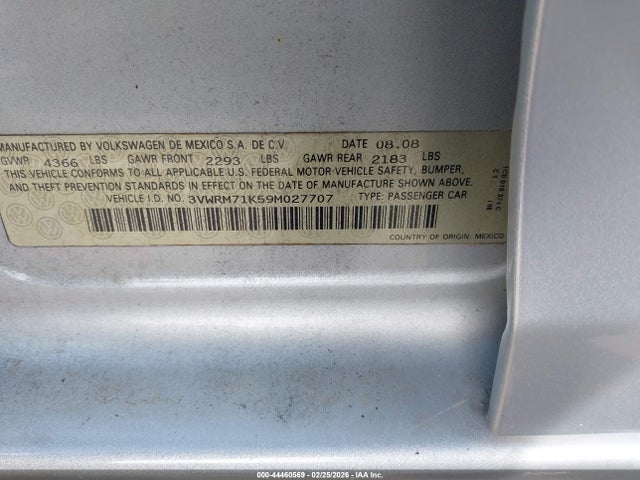 MANUFACTURED BY VOLKSWAGEN DE MEXICO S.A. DE C.V. DATE 08.08
GVWR 4366 LBS GAWR FRONT 2293 LBS GAWR REAR 2183 LBS
THIS VEHICLE CONFORMS TO ALL APPLICABLE U.S. FEDERAL MOTOR VEHICLE SAFETY, BUMPER,
AND THEFT PREVENTION STANDARDS IN EFFECT ON THE DATE OF MANUFACTURE SHOWN ABOVE.
VEHICLE I.D. NO. 3VWRM71K59M027707 TYPE: PASSENGER CAR
COUNTRY OF ORIGIN: MEXICO
000-44460569 - 02/25/2026 - IAA Inc.